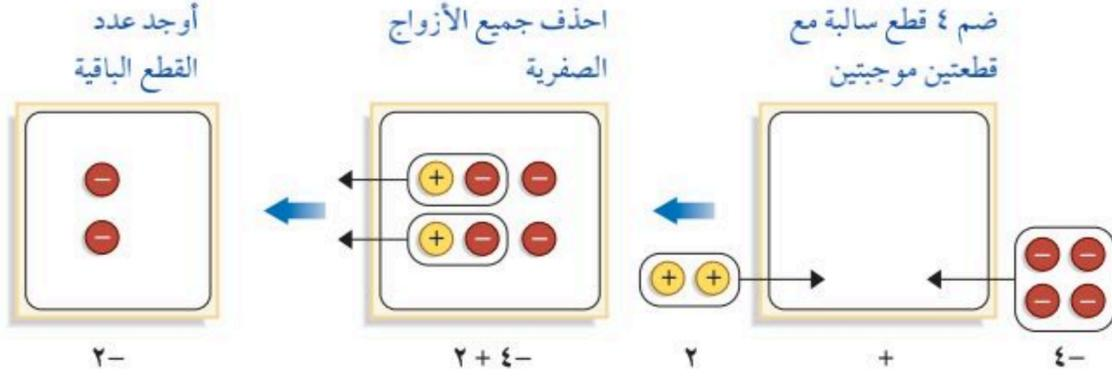 ضم ٤ قطع سالبة مع
قطعتين موجبتين
احذف جميع الأزواج
الصفرية
أوجد عدد
القطع الباقية
− −
− −
+ +
+ − −
+ − −
−
−
−٤
+
٢
−٤ + ٢
−٢